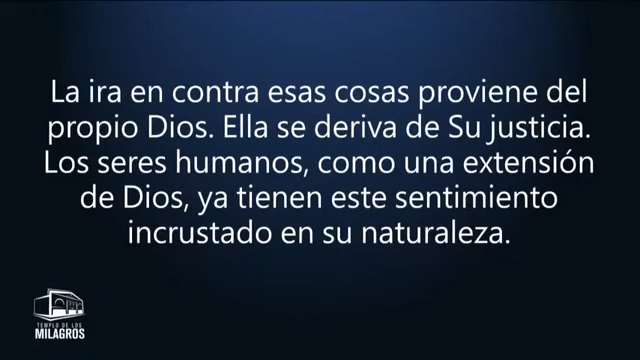 La ira en contra esas cosas proviene del
propio Dios. Ella se deriva de Su justicia.
Los seres humanos, como una extensión
de Dios, ya tienen este sentimiento
incrustado en su naturaleza.
TEMPLO DE LOS
MILAGROS